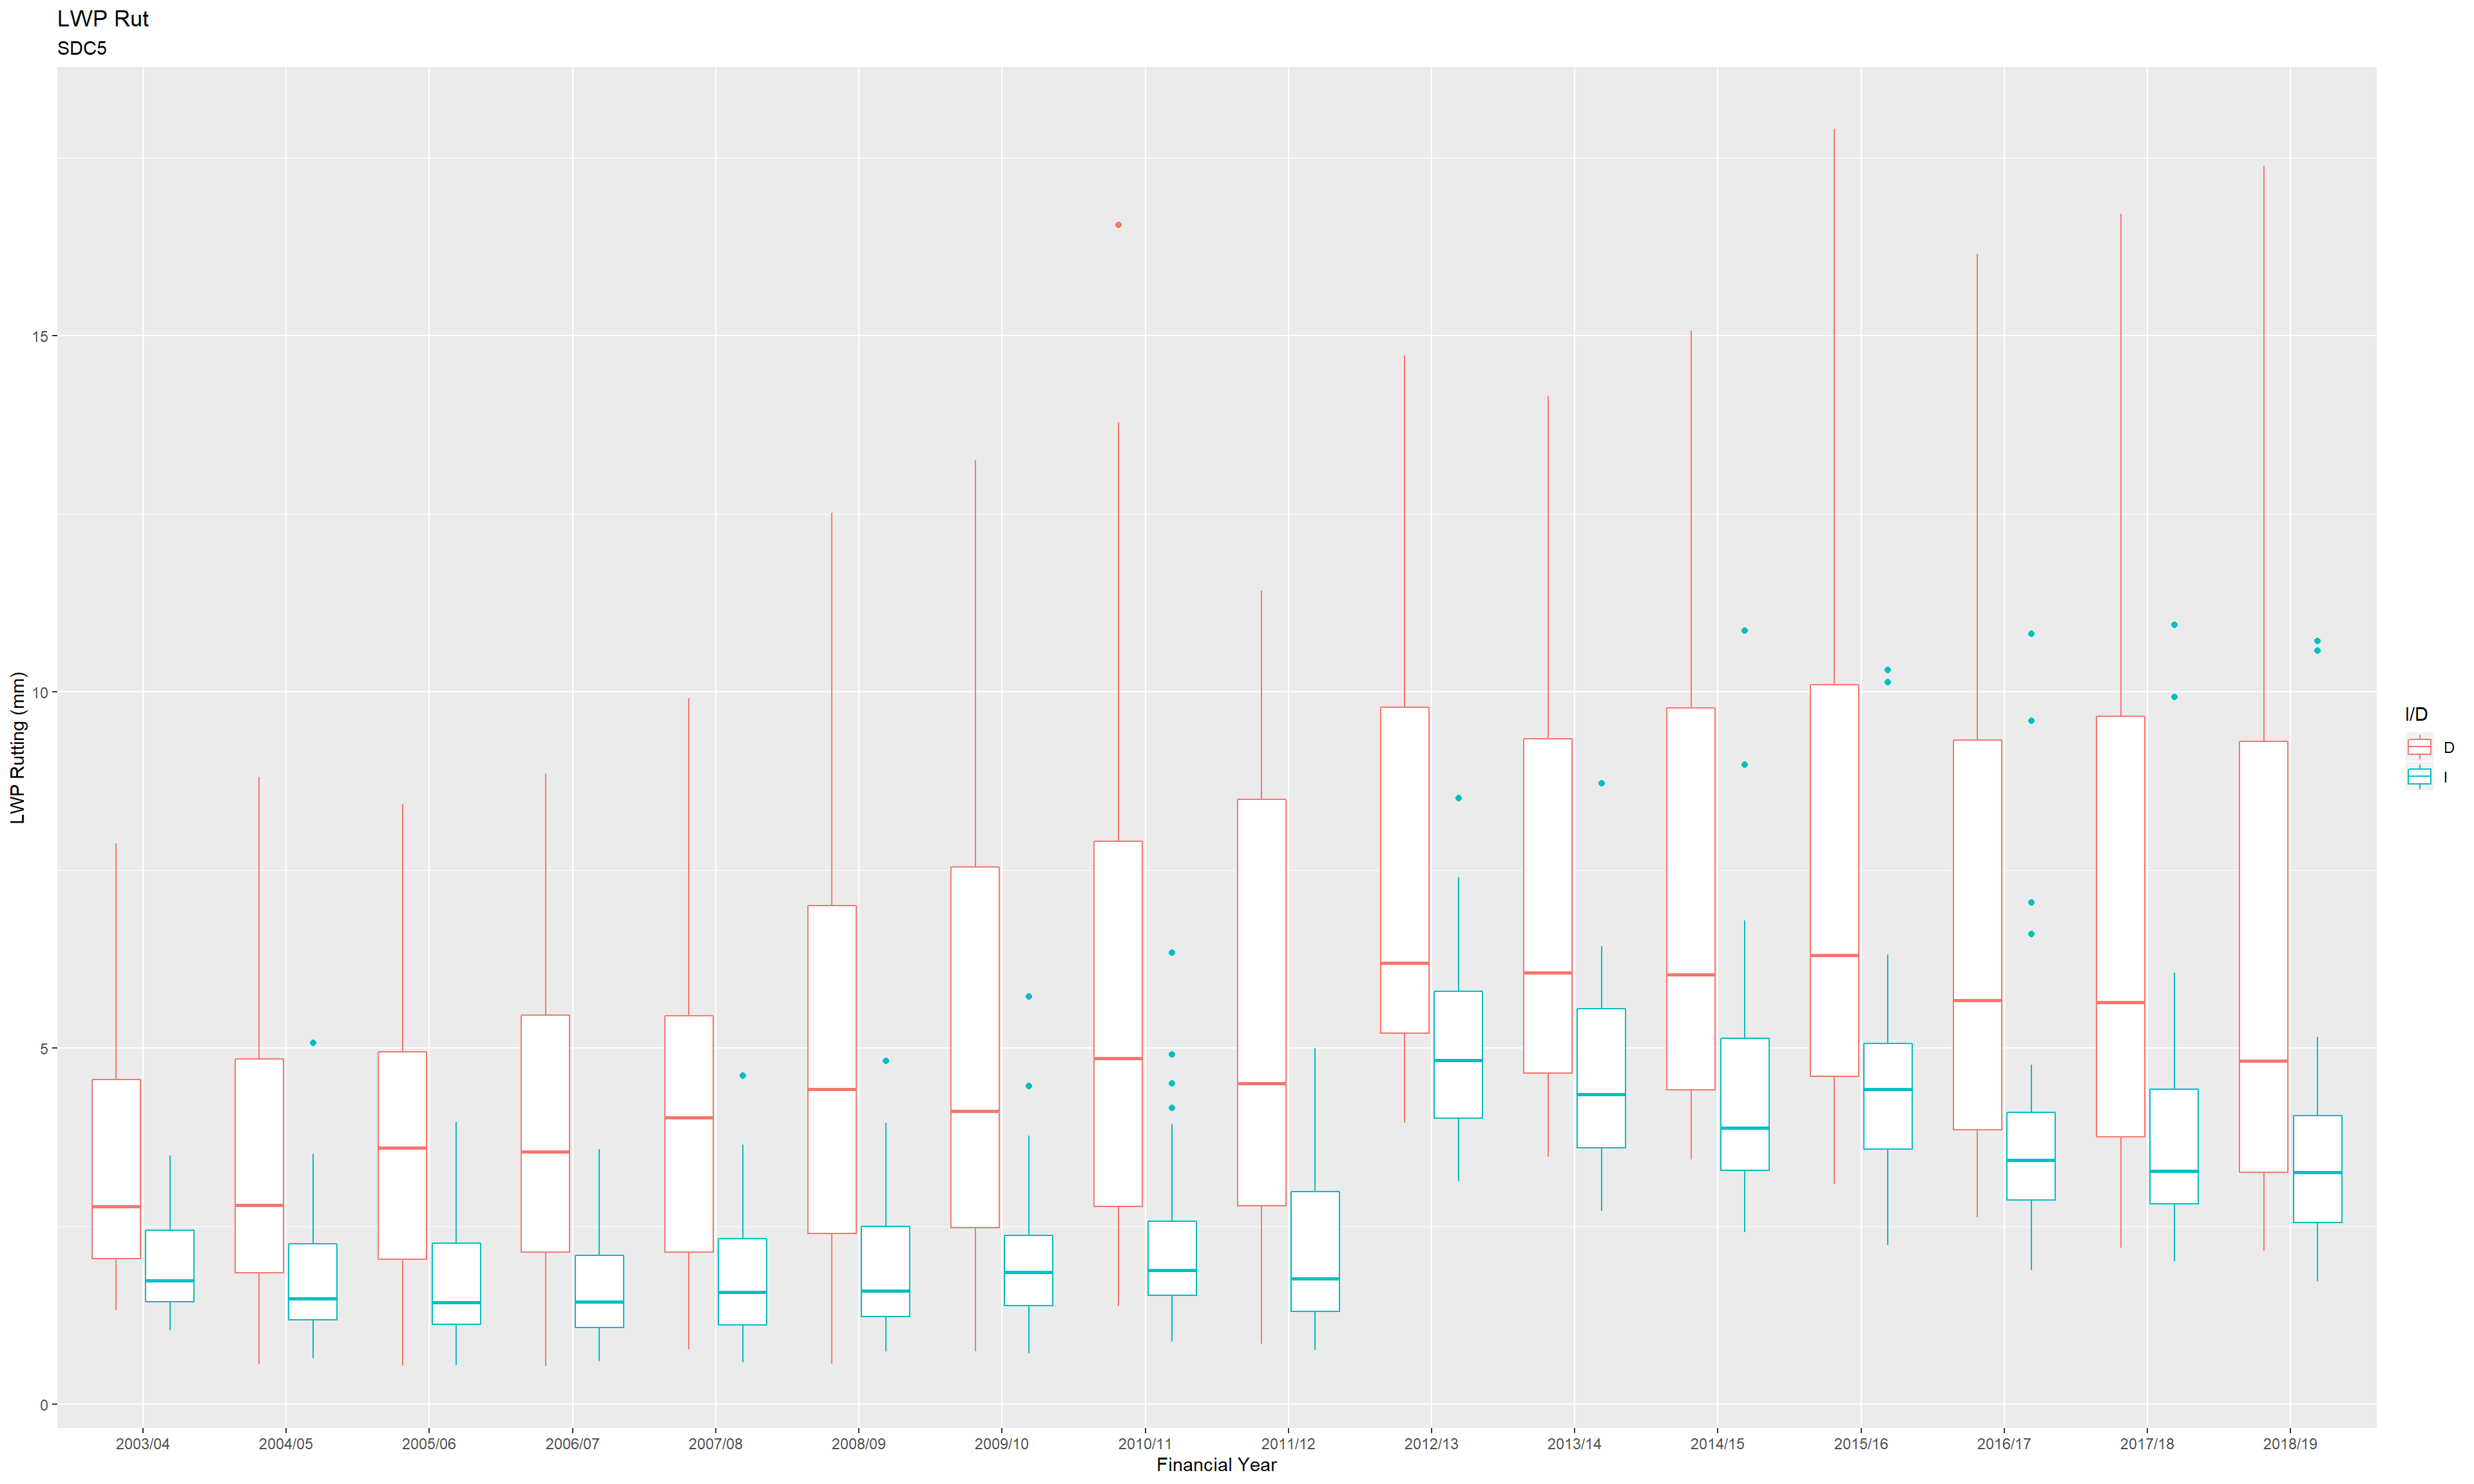 LWP Rut
SDC5
LWP Rutting (mm)
15
10
5
0
2003/04 2004/05 2005/06 2006/07 2007/08 2008/09 2009/10 2010/11 2011/12 2012/13 2013/14 2014/15 2015/16 2016/17 2017/18 2018/19
Financial Year
I/D
D
I